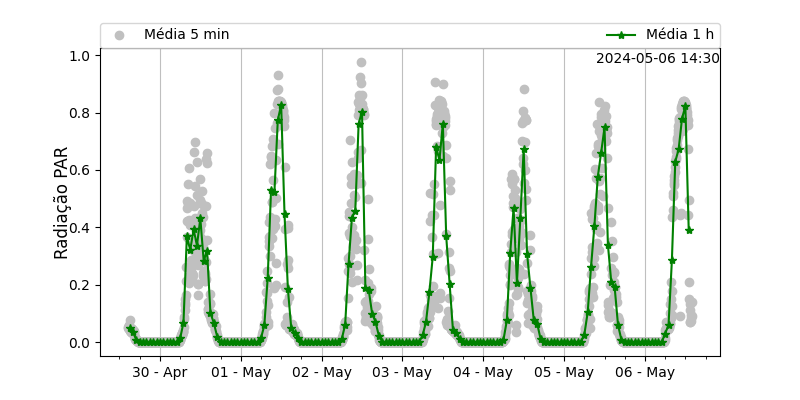 Média 5 min
Média 1 h
2024-05-06 14:30
Radiação PAR
1.0
0.8
0.6
0.4
0.2
0.0
30 - Apr
01 - May
02 - May
03 - May
04 - May
05 - May
06 - May